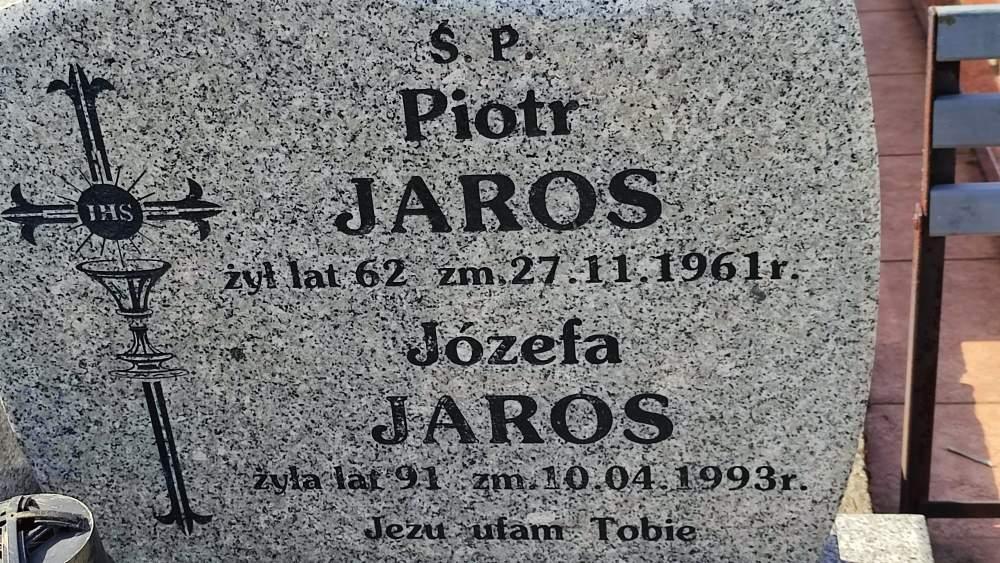 Ś. P.
Piotr
JAROS
IHS
żył lat 62 zm.27.11.1961r.
Józefa
JAROS
żyła lat 91 zm.10.04.1993r.
Jezu ufam Tobie